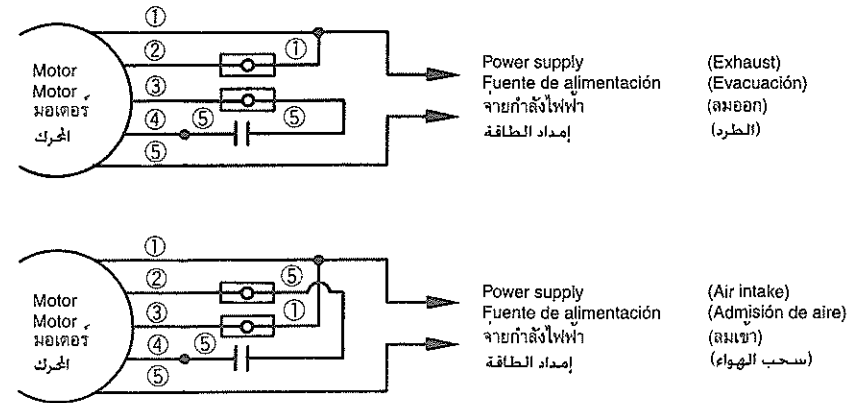 ①
② ①
③
④ ⑤ ⑤
⑤
Motor
Motor
มอเตอร์
المحرك
Power supply (Exhaust)
Fuente de alimentación (Evacuación)
จ่ายกำลังไฟฟ้า (ลมออก)
إمداد الطاقة (الطرد)
①
② ⑤
③ ①
④ ⑤
⑤
Motor
Motor
มอเตอร์
المحرك
Power supply (Air intake)
Fuente de alimentación (Admisión de aire)
จ่ายกำลังไฟฟ้า (ลมเข้า)
إمداد الطاقة (سحب الهواء)